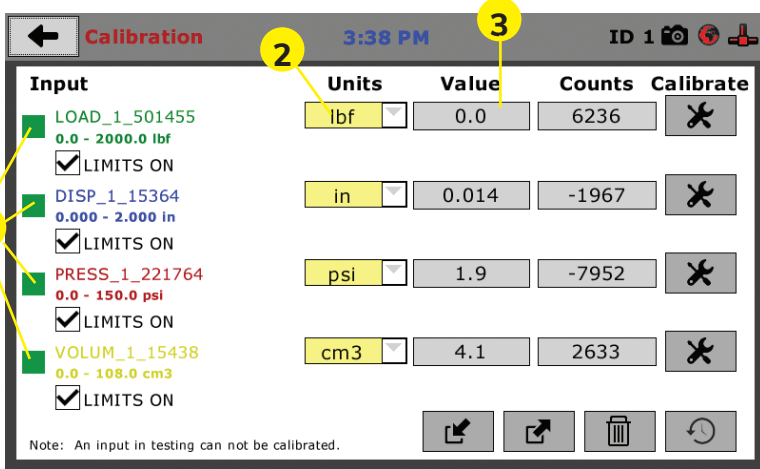 Calibration 3:38 PM ID 1
2 3
Input Units Value Counts Calibrate
LOAD_1_501455 lbf 0.0 6236
0.0 - 2000.0 lbf
LIMITS ON
DISP_1_15364 in 0.014 -1967
0.000 - 2.000 in
LIMITS ON
PRESS_1_221764 psi 1.9 -7952
0.0 - 150.0 psi
LIMITS ON
VOLUM_1_15438 cm3 4.1 2633
0.0 - 108.0 cm3
LIMITS ON
Note: An input in testing can not be calibrated.